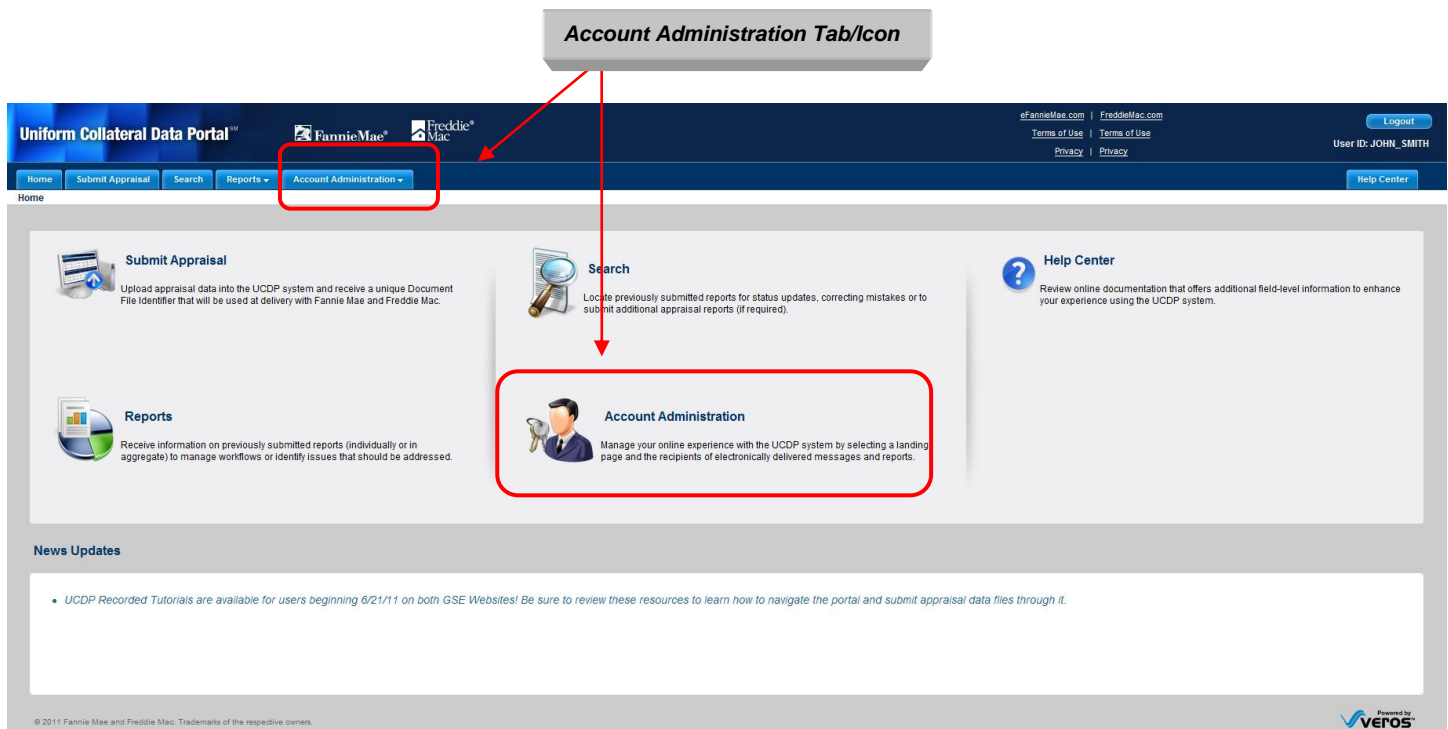 Account Administration Tab/Icon
Uniform Collateral Data Portal℠
FannieMae®
Freddie®
Mac
eFannieMae.com | FreddieMac.com
Terms of Use | Terms of Use
Privacy | Privacy
Logout
User ID: JOHN_SMITH
Home Submit Appraisal Search Reports Account Administration Help Center
Home
Submit Appraisal
Upload appraisal data into the UCDP system and receive a unique Document
File Identifier that will be used at delivery with Fannie Mae and Freddie Mac.
Search
Locate previously submitted reports for status updates, correcting mistakes or to
submit additional appraisal reports (if required).
Help Center
Review online documentation that offers additional field-level information to enhance
your experience using the UCDP system.
Reports
Receive information on previously submitted reports (individually or in
aggregate) to manage workflows or identify issues that should be addressed.
Account Administration
Manage your online experience with the UCDP system by selecting a landing
page and the recipients of electronically delivered messages and reports.
News Updates
• UCDP Recorded Tutorials are available for users beginning 6/21/11 on both GSE Websites! Be sure to review these resources to learn how to navigate the portal and submit appraisal data files through it.
© 2011 Fannie Mae and Freddie Mac. Trademarks of the respective owners.
Powered by
veros™